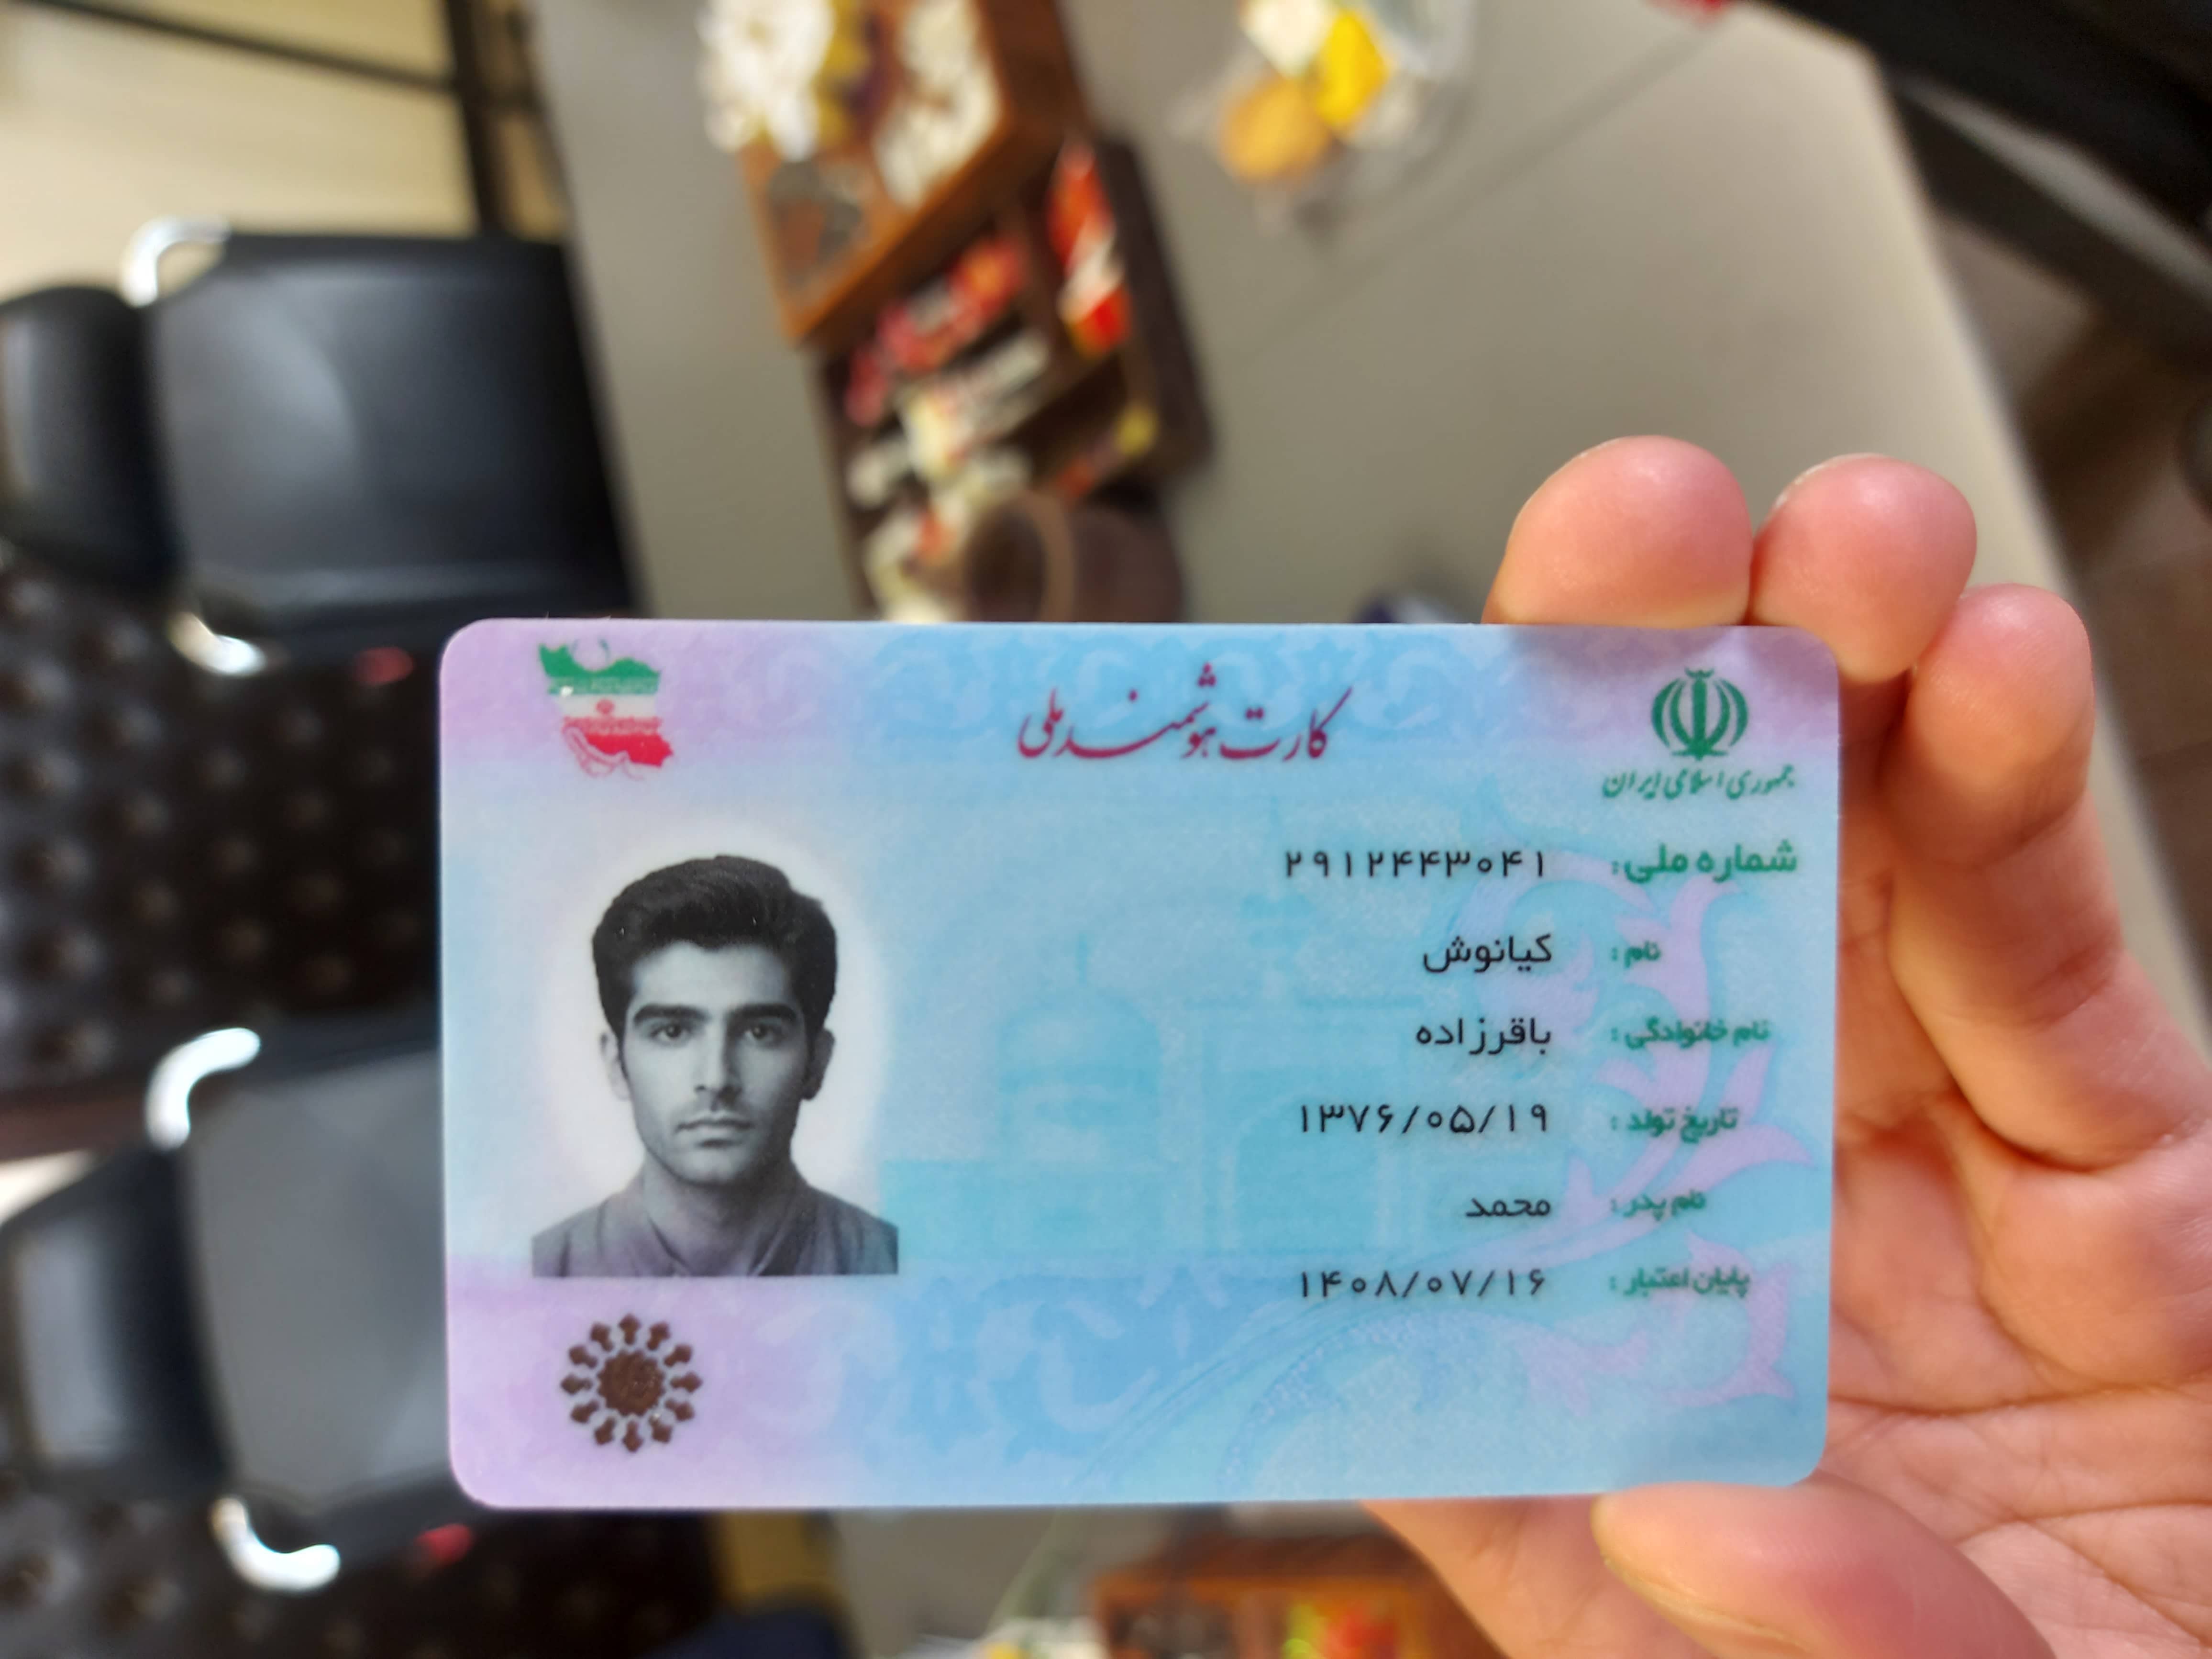 کارت هوشمند ملی
جمهوری اسلامی ایران
شماره ملی: ۲۹۱۲۴۴۳۰۴۱
نام: کیانوش
نام خانوادگی: باقرزاده
تاریخ تولد: ۱۳۷۶/۰۵/۱۹
نام پدر: محمد
پایان اعتبار: ۱۴۰۸/۰۷/۱۶